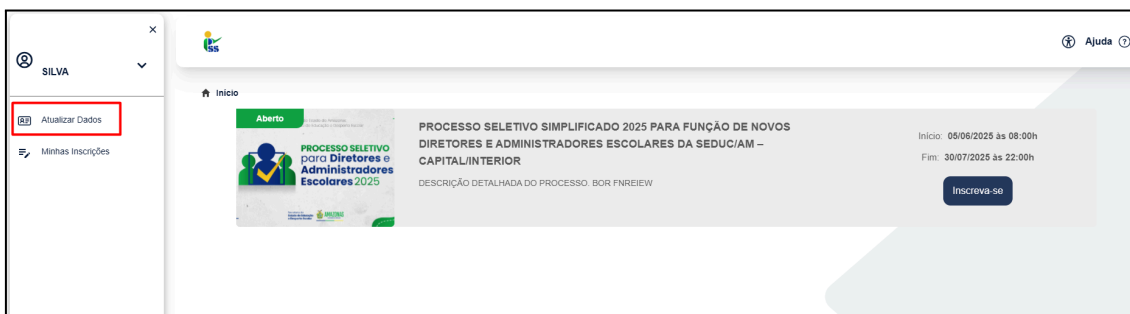 ×
SILVA
Atualizar Dados
Minhas Inscrições
PSS
Ajuda
Início
Aberto
PROCESSO SELETIVO
para Diretores e
Administradores
Escolares 2025
AMAZONAS
PROCESSO SELETIVO SIMPLIFICADO 2025 PARA FUNÇÃO DE NOVOS
DIRETORES E ADMINISTRADORES ESCOLARES DA SEDUC/AM –
CAPITAL/INTERIOR
DESCRIÇÃO DETALHADA DO PROCESSO. BOR FNREIEW
Início: 05/06/2025 às 08:00h
Fim: 30/07/2025 às 22:00h
Inscreva-se